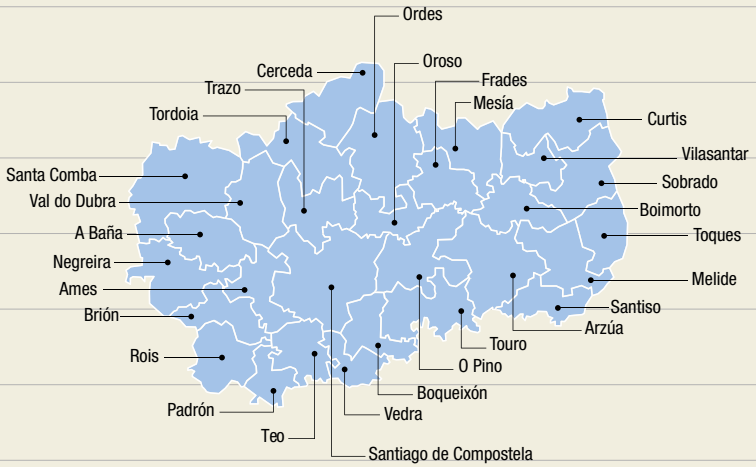 Ordes
Oroso
Cerceda
Frades
Trazo
Mesía
Tordoia
Curtis
Vilasantar
Santa Comba
Sobrado
Val do Dubra
Boimorto
A Baña
Toques
Negreira
Melide
Ames
Santiso
Brión
Arzúa
Touro
Rois
O Pino
Boqueixón
Padrón
Vedra
Teo
Santiago de Compostela